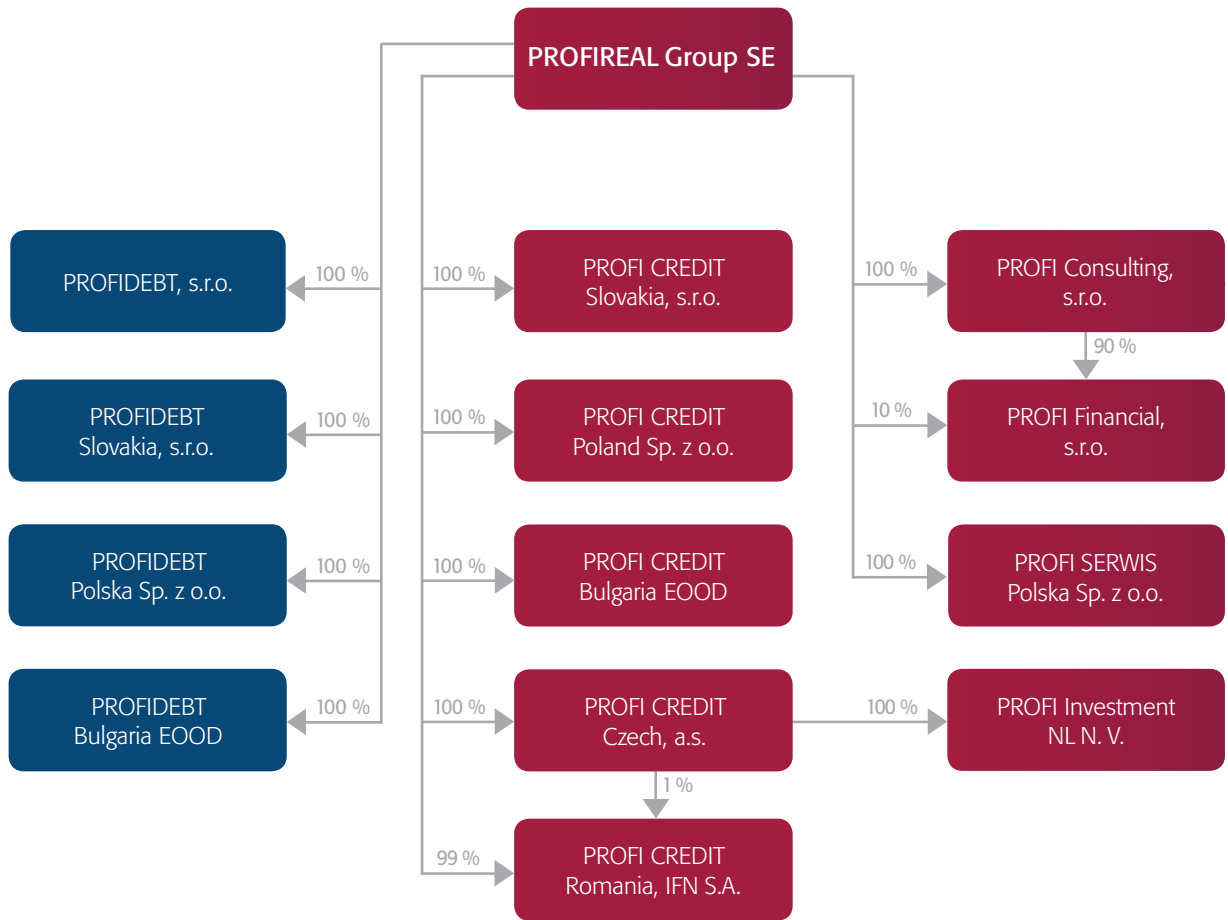 PROFIREAL Group SE
PROFIDEBT, s.r.o.
100 %
100 %
PROFI CREDIT
Slovakia, s.r.o.
100 %
PROFI Consulting,
s.r.o.
90 %
PROFIDEBT
Slovakia, s.r.o.
100 %
100 %
PROFI CREDIT
Poland Sp. z o.o.
10 %
PROFI Financial,
s.r.o.
PROFIDEBT
Polska Sp. z o.o.
100 %
100 %
PROFI CREDIT
Bulgaria EOOD
100 %
PROFI SERWIS
Polska Sp. z o.o.
PROFIDEBT
Bulgaria EOOD
100 %
100 %
PROFI CREDIT
Czech, a.s.
100 %
PROFI Investment
NL N. V.
1 %
99 %
PROFI CREDIT
Romania, IFN S.A.